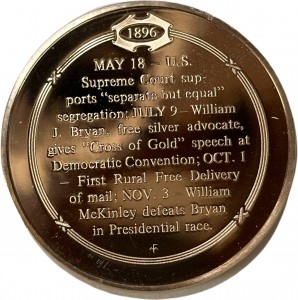 1896
MAY 18 – U.S.
Supreme Court sup-
ports "separate but equal"
segregation; JULY 9 – William
J. Bryan, free silver advocate,
gives "Cross of Gold" speech at
Democratic Convention; OCT. 1
– First Rural Free Delivery
of mail; NOV. 3 – William
McKinley defeats Bryan
in Presidential race.